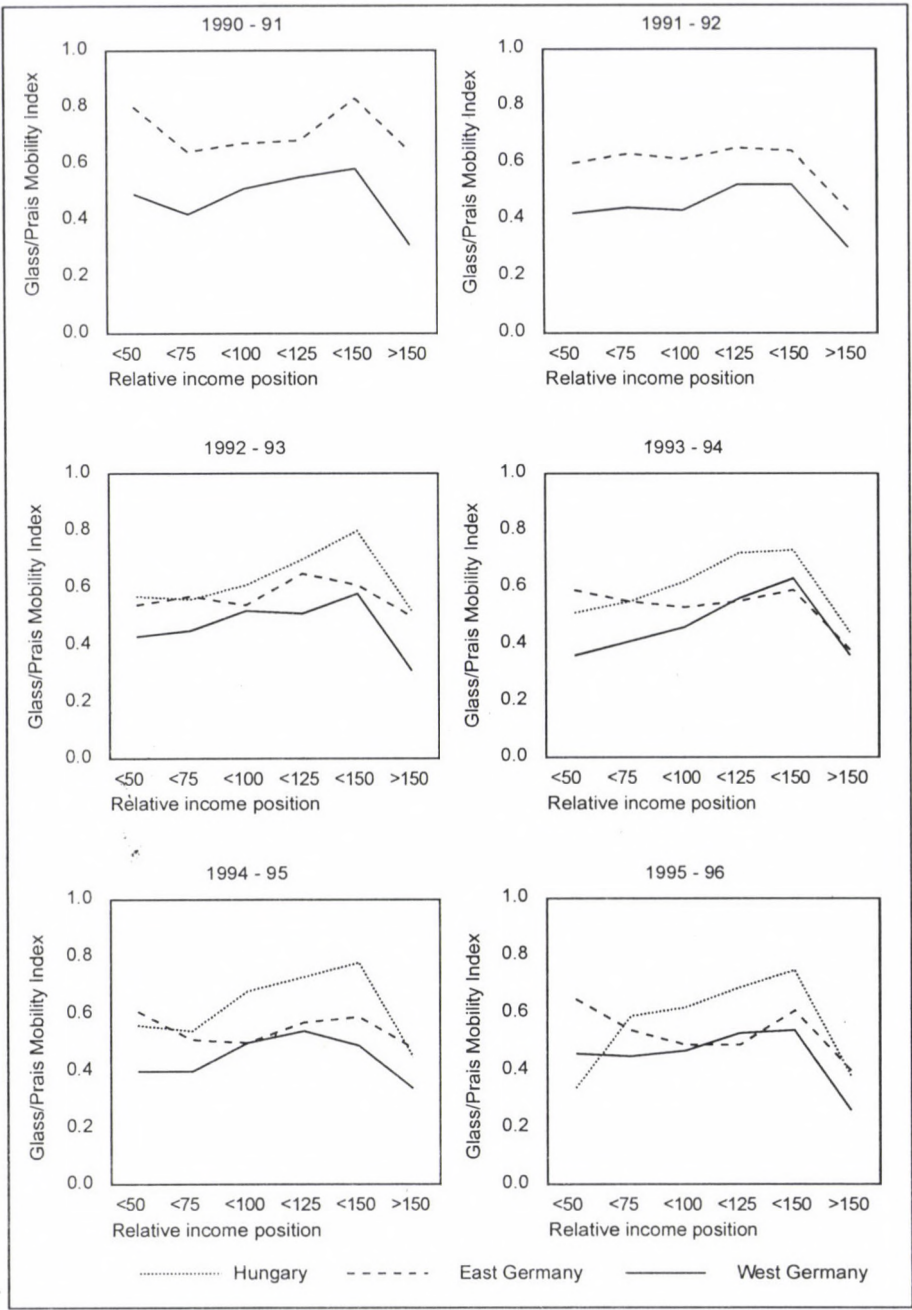 1990 - 91
Glass/Prais Mobility Index
1.0
0.8
0.6
0.4
0.2
0.0
<50 <75 <100 <125 <150 >150
Relative income position
1991 - 92
Glass/Prais Mobility Index
1.0
0.8
0.6
0.4
0.2
0.0
<50 <75 <100 <125 <150 >150
Relative income position
1992 - 93
Glass/Prais Mobility Index
1.0
0.8
0.6
0.4
0.2
0.0
<50 <75 <100 <125 <150 >150
Relative income position
1993 - 94
Glass/Prais Mobility Index
1.0
0.8
0.6
0.4
0.2
0.0
<50 <75 <100 <125 <150 >150
Relative income position
1994 - 95
Glass/Prais Mobility Index
1.0
0.8
0.6
0.4
0.2
0.0
<50 <75 <100 <125 <150 >150
Relative income position
1995 - 96
Glass/Prais Mobility Index
1.0
0.8
0.6
0.4
0.2
0.0
<50 <75 <100 <125 <150 >150
Relative income position
Hungary East Germany West Germany